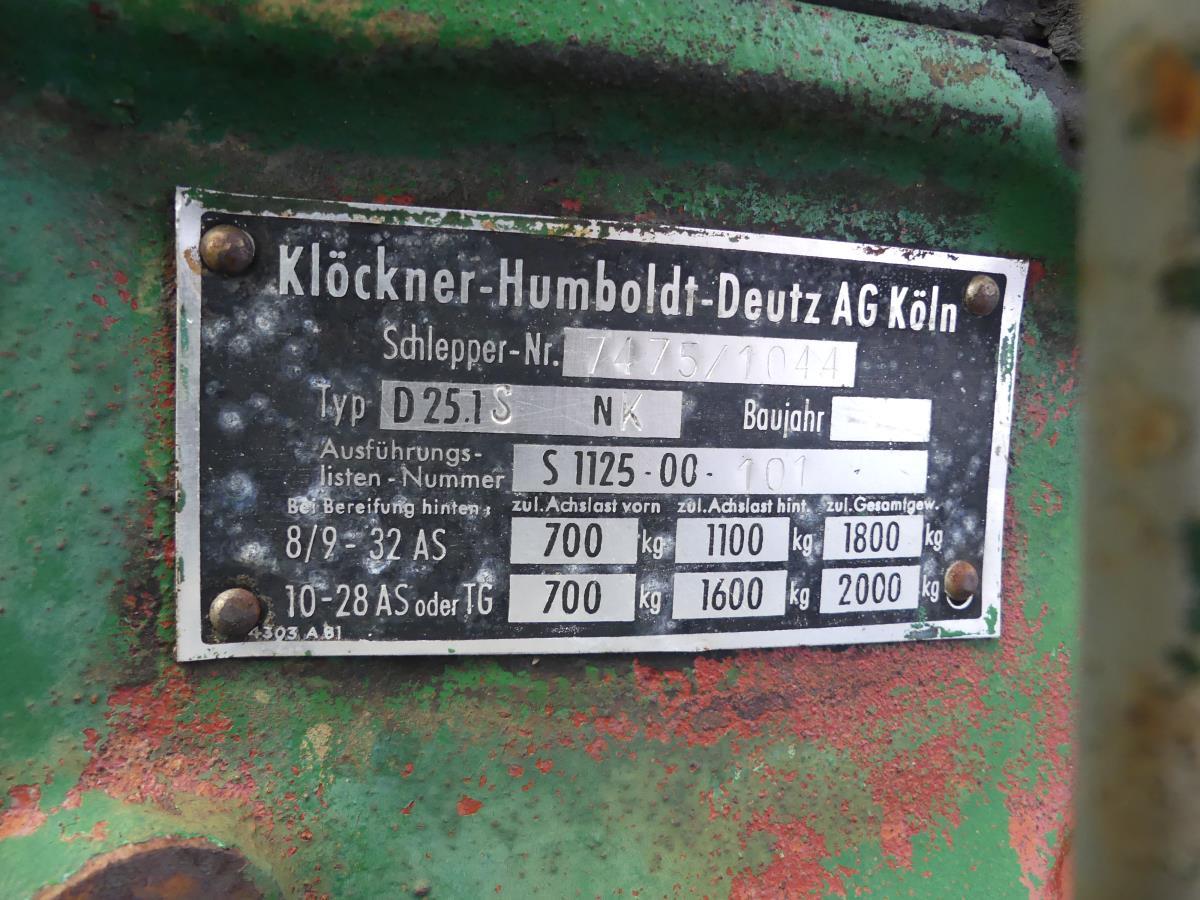 Klöckner-Humboldt-Deutz AG Köln
Schlepper-Nr. 7475/1044
Typ D 25.1 S NK Baujahr
Ausführungs-
listen-Nummer S 1125-00-101
Bei Bereifung hinten: zul. Achslast vorn zul. Achslast hint. zul. Gesamtgew.
8/9-32 AS 700 kg 1100 kg 1800 kg
10-28 AS oder TG 700 kg 1600 kg 2000 kg
4303 A 81